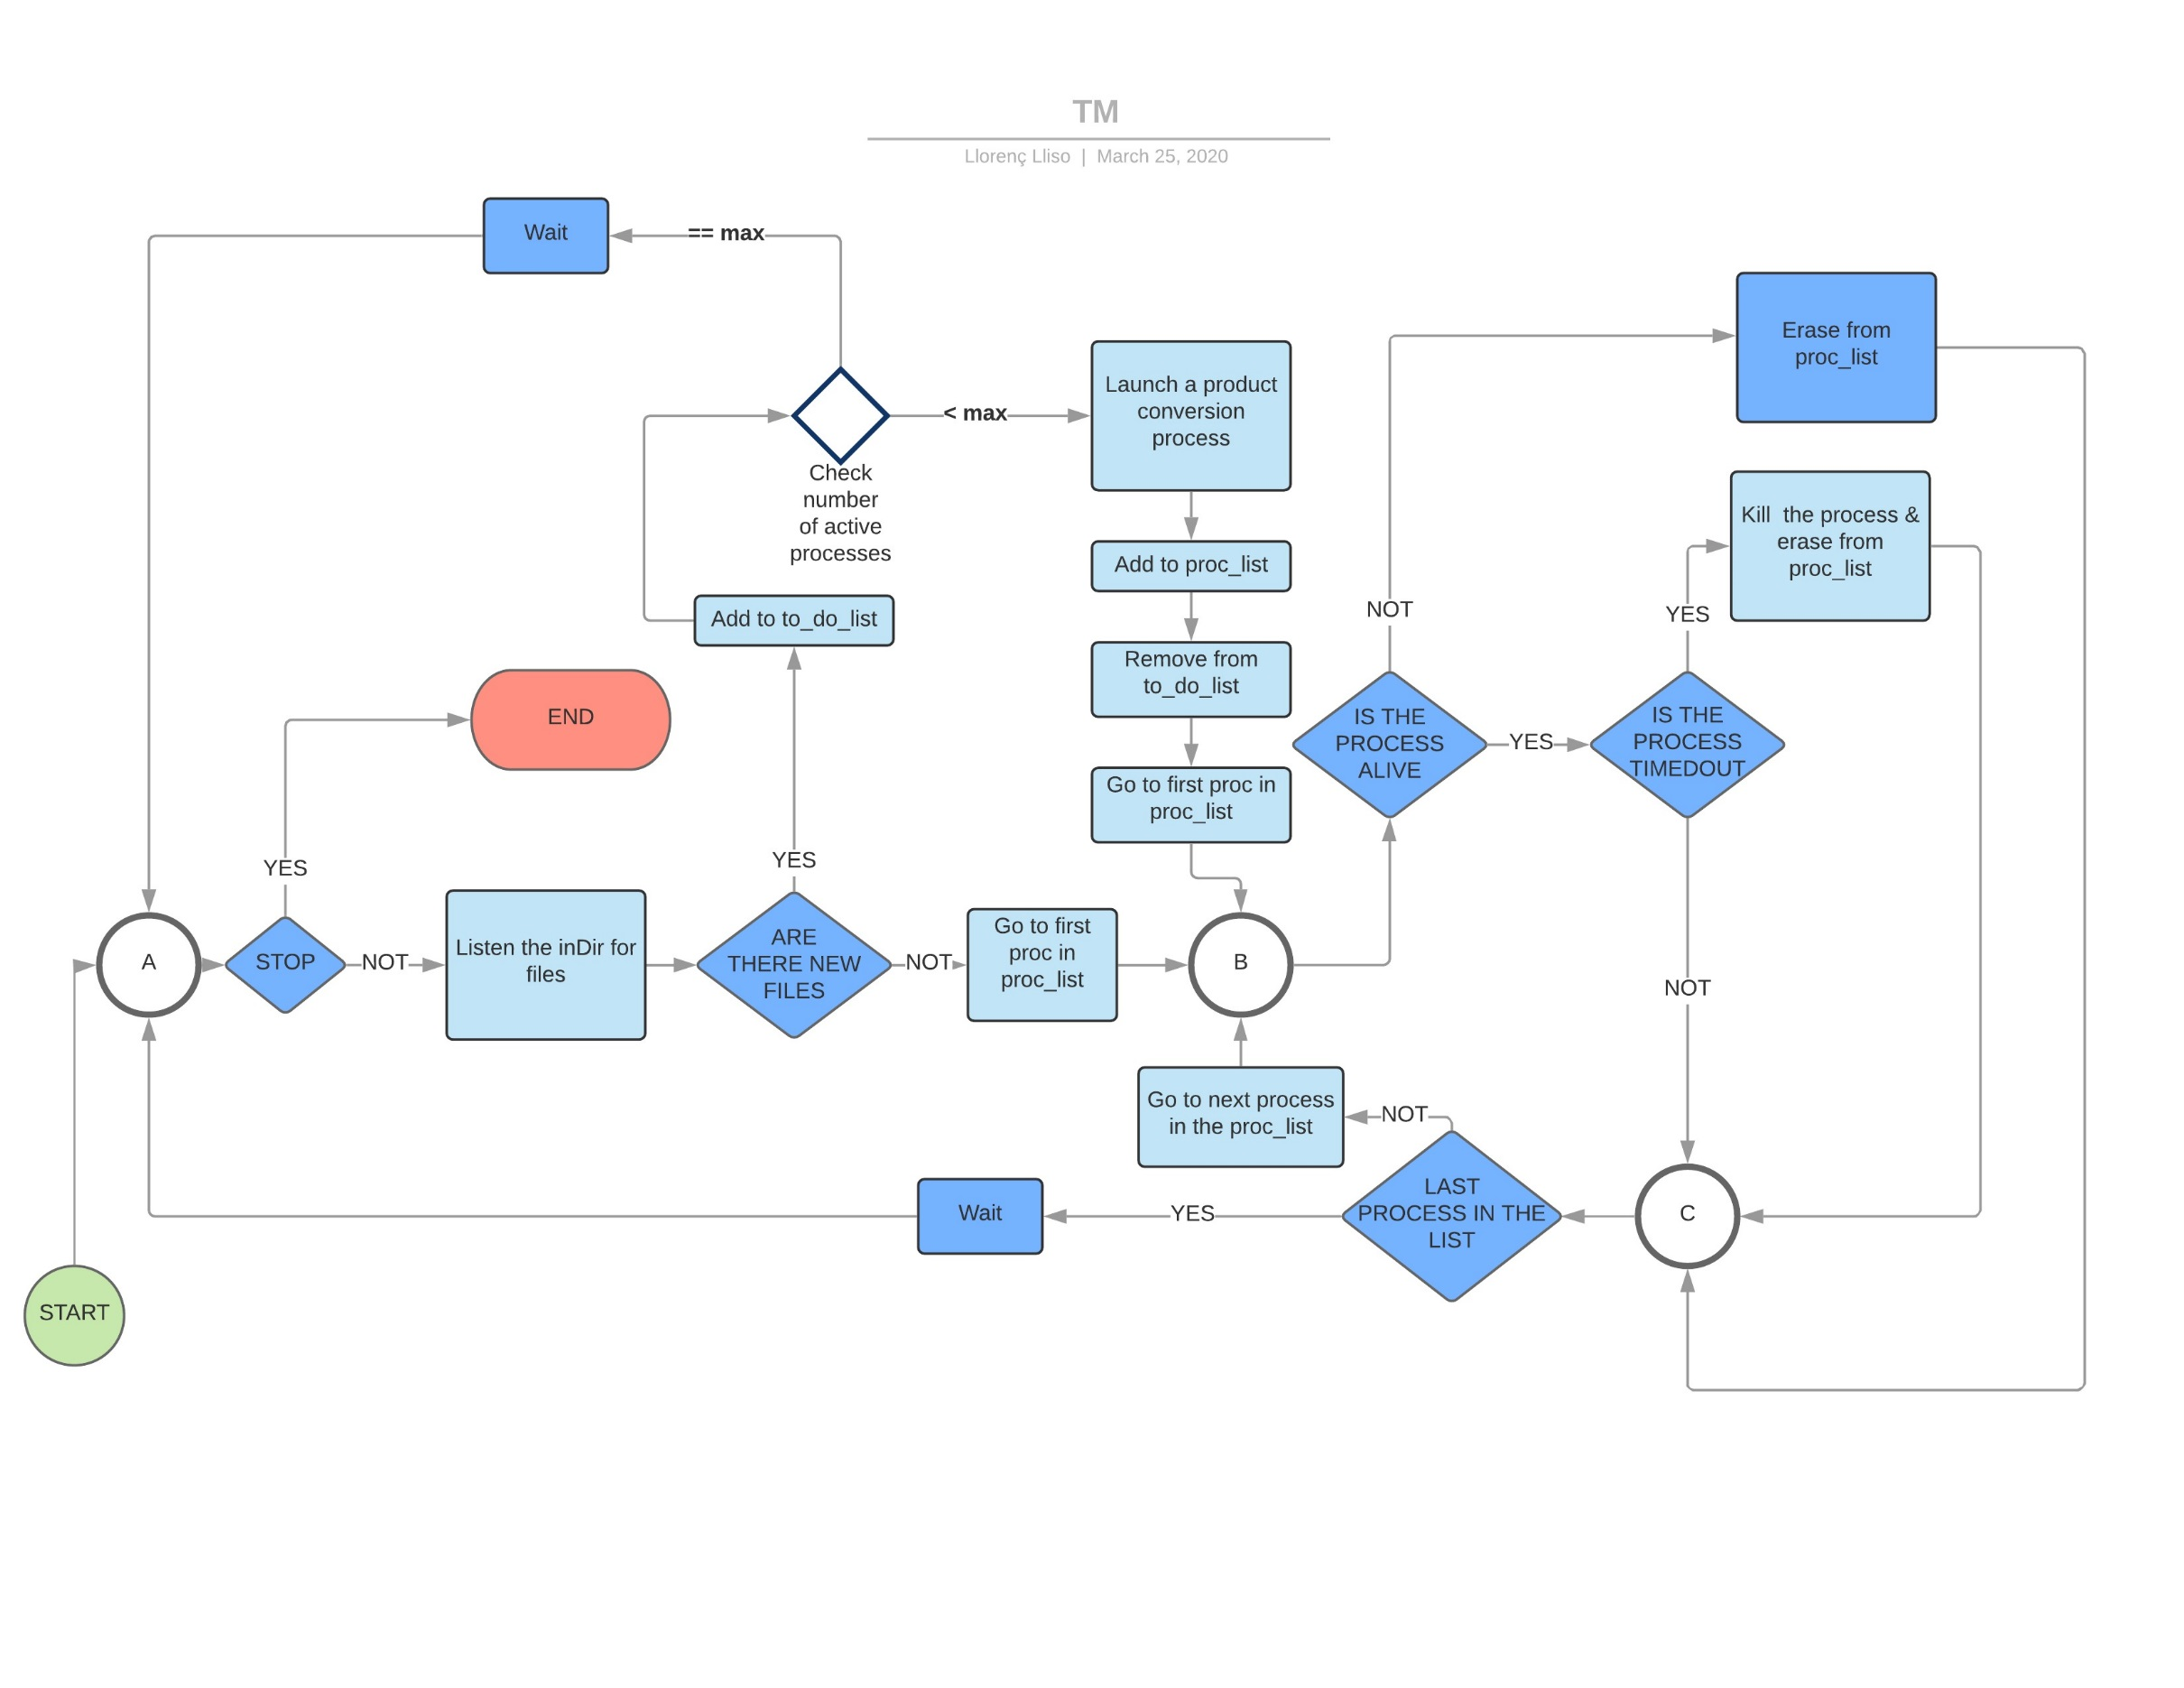 TM
Llorenç Lliso | March 25, 2020
Wait
== max
Erase from
proc_list
Launch a product
conversion
process
< max
Check
number
of active
processes
Kill  the process &
erase from
proc_list
Add to proc_list
Add to to_do_list
NOT
YES
Remove from
to_do_list
END
IS THE
PROCESS
ALIVE
YES
IS THE
PROCESS
TIMEDOUT
Go to first proc in
proc_list
YES
YES
A
STOP
NOT
Listen the inDir for
files
ARE
THERE NEW
FILES
NOT
Go to first
proc in
proc_list
B
NOT
Go to next process
in the proc_list
NOT
Wait
YES
LAST
PROCESS IN THE
LIST
C
START